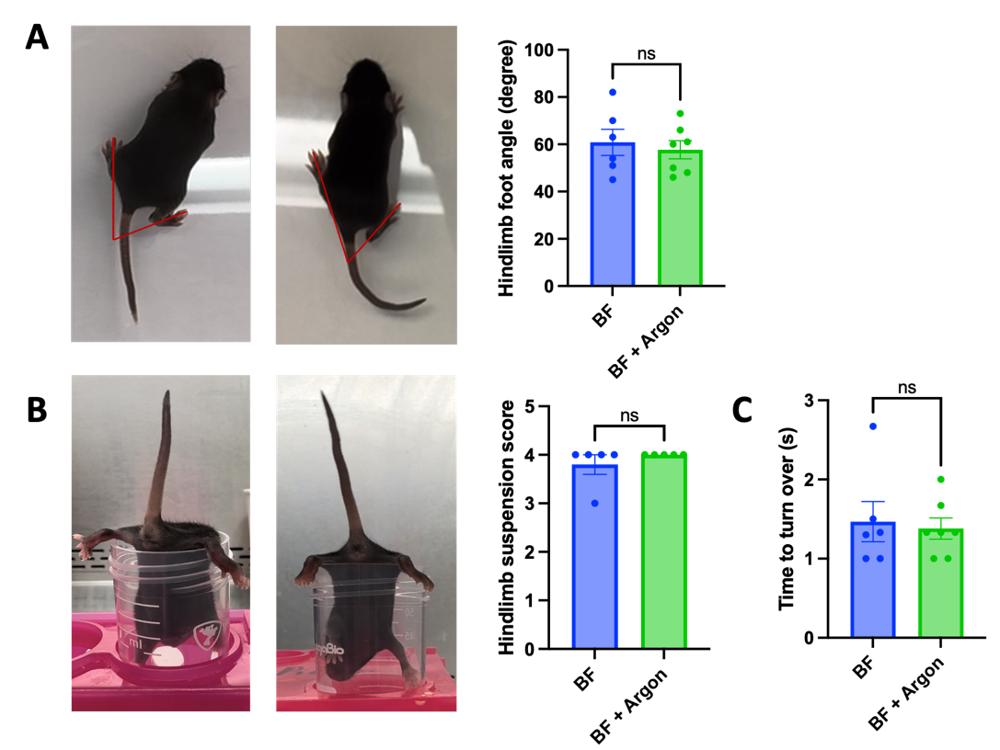 A
Hindlimb foot angle (degree)
100
80
60
40
20
0
ns
BF
BF + Argon
B
ml
Hindlimb suspension score
5
4
3
2
1
0
ns
BF
BF + Argon
C
Time to turn over (s)
3
2
1
0
ns
BF
BF + Argon